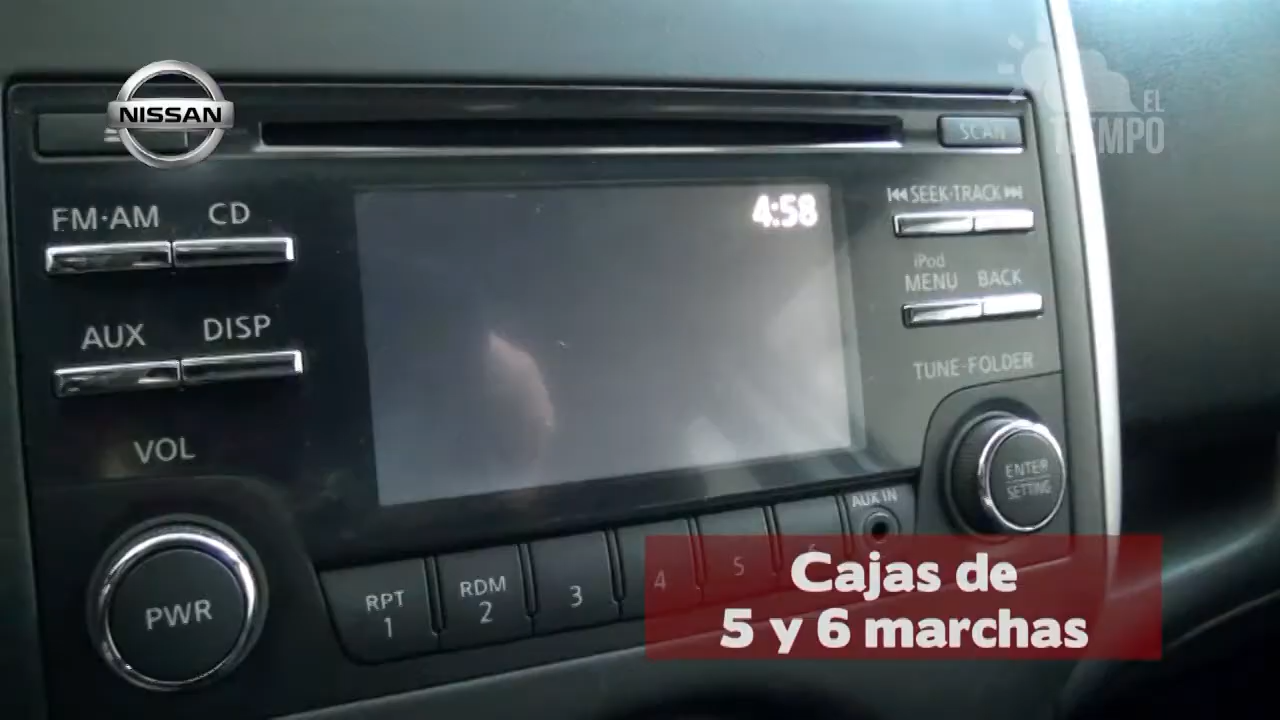 NISSAN
EL
TIEMPO
SCAN
FM·AM CD
4:58
SEEK·TRACK
iPod
MENU BACK
AUX DISP
TUNE-FOLDER
VOL
ENTER
SETTING
AUX IN
PWR
RPT
1
RDM
2
3
4
5
6
Cajas de
5 y 6 marchas